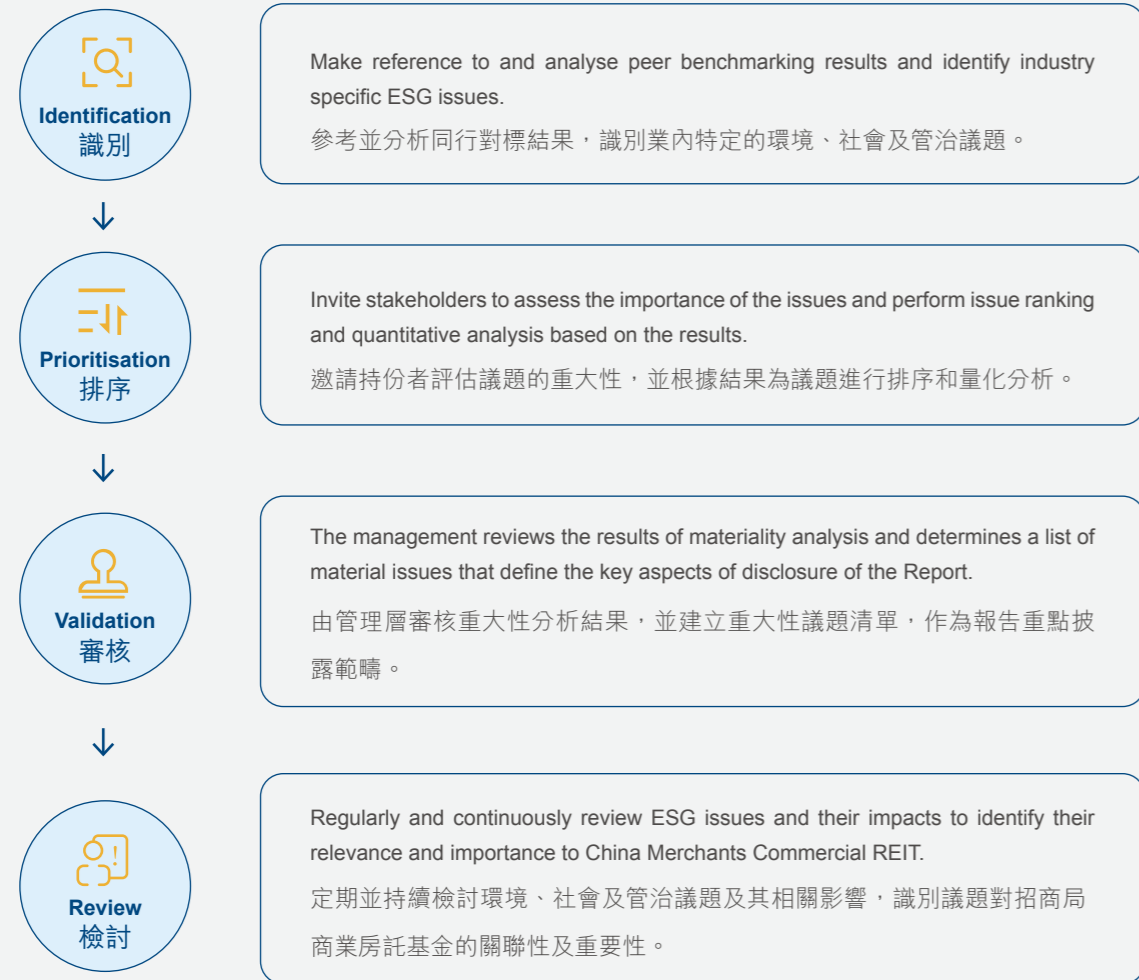 Identification
識別
Make reference to and analyse peer benchmarking results and identify industry
specific ESG issues.
參考並分析同行對標結果，識別業內特定的環境、社會及管治議題。
Prioritisation
排序
Invite stakeholders to assess the importance of the issues and perform issue ranking
and quantitative analysis based on the results.
邀請持份者評估議題的重大性，並根據結果為議題進行排序和量化分析。
Validation
審核
The management reviews the results of materiality analysis and determines a list of
material issues that define the key aspects of disclosure of the Report.
由管理層審核重大性分析結果，並建立重大性議題清單，作為報告重點披
露範疇。
Review
檢討
Regularly and continuously review ESG issues and their impacts to identify their
relevance and importance to China Merchants Commercial REIT.
定期並持續檢討環境、社會及管治議題及其相關影響，識別議題對招商局
商業房託基金的關聯性及重要性。